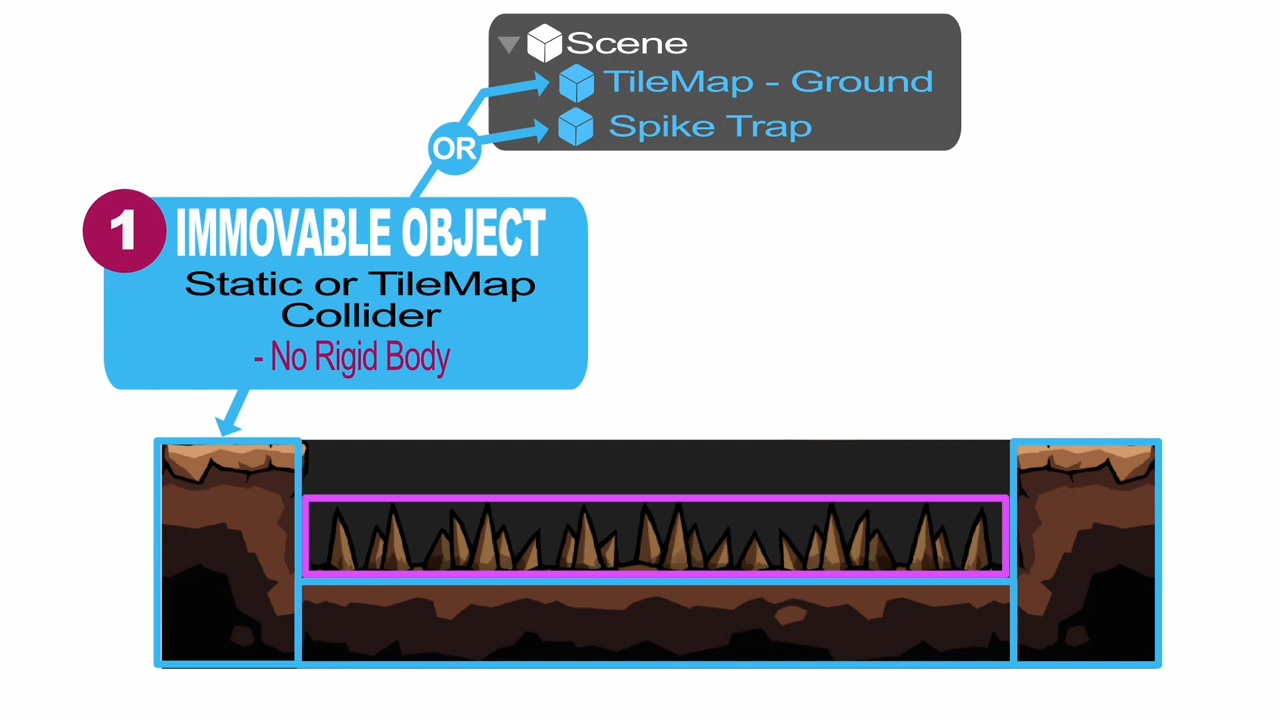 Scene
TileMap - Ground
Spike Trap
OR
1
IMMOVABLE OBJECT
Static or TileMap
Collider
- No Rigid Body